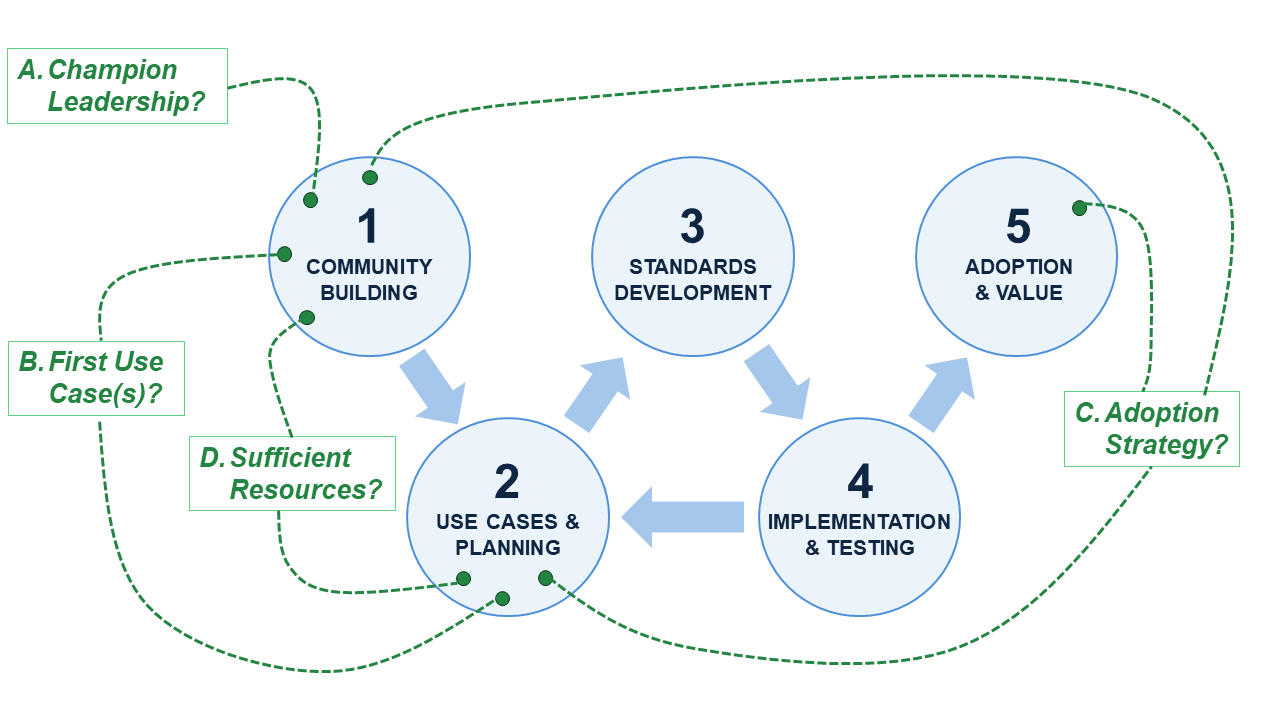 A. Champion
Leadership?
1
COMMUNITY
BUILDING
3
STANDARDS
DEVELOPMENT
5
ADOPTION
& VALUE
B. First Use
Case(s)?
C. Adoption
Strategy?
D. Sufficient
Resources?
2
USE CASES &
PLANNING
4
IMPLEMENTATION
& TESTING